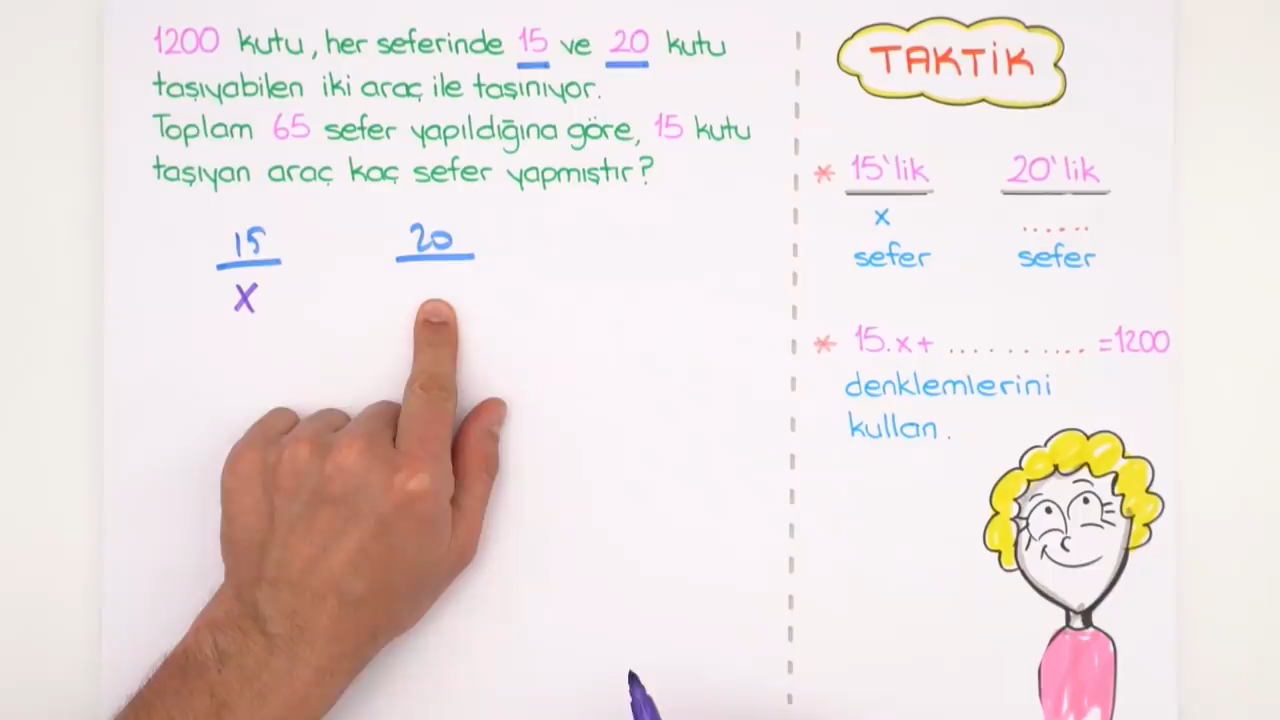 1200 kutu, her seferinde 15 ve 20 kutu
taşıyabilen iki araç ile taşınıyor.
Toplam 65 sefer yapıldığına göre, 15 kutu
taşıyan araç kaç sefer yapmıştır?
15 20
x
TAKTİK
* 15'lik 20'lik
x ......
sefer sefer
* 15.x+ ........... =1200
denklemlerini
kullan.